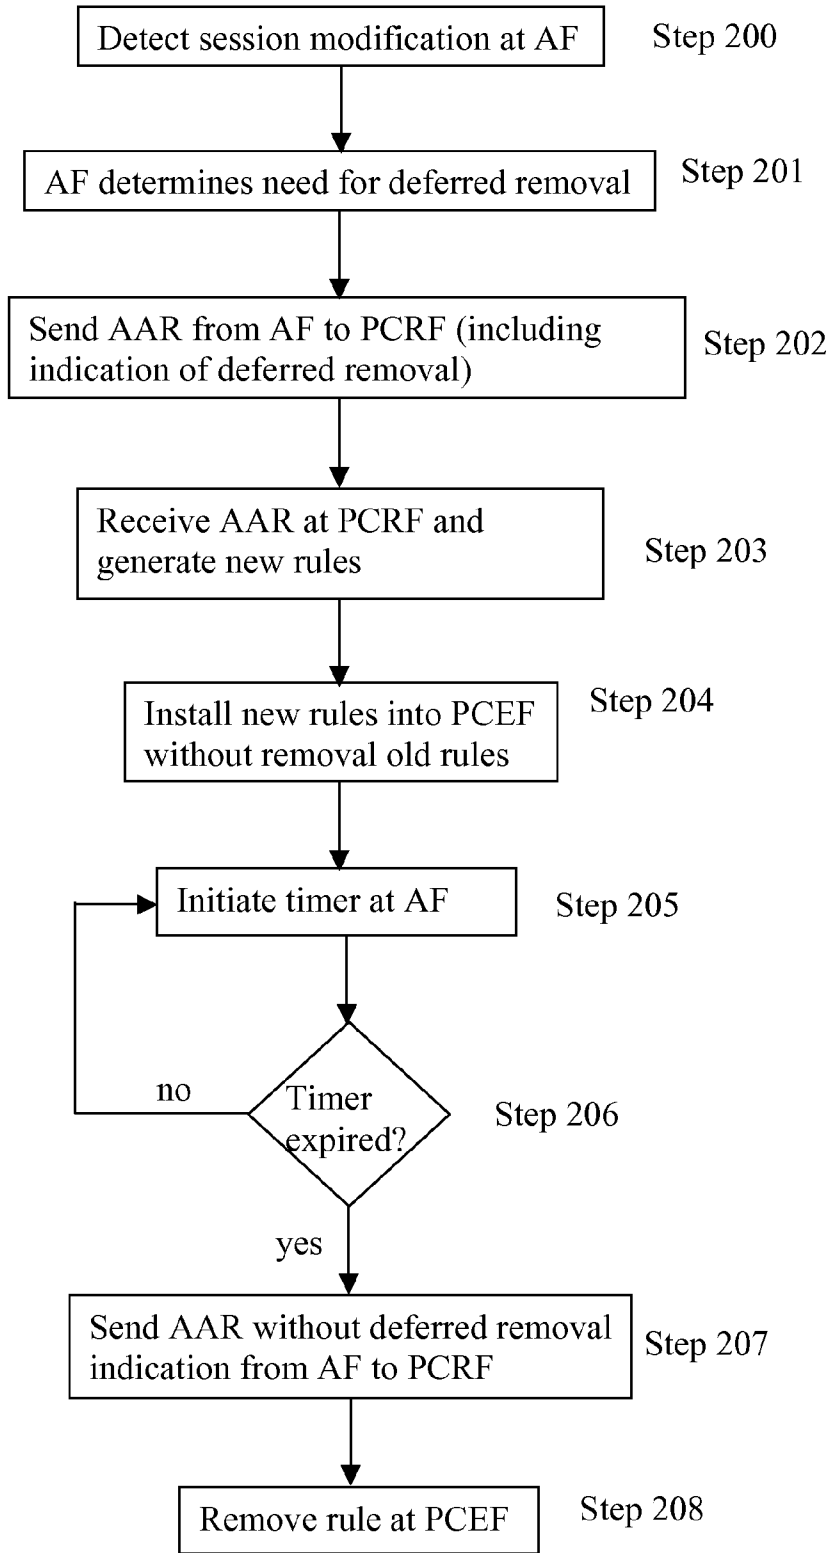 Detect session modification at AF
Step 200
AF determines need for deferred removal
Step 201
Send AAR from AF to PCRF (including
indication of deferred removal)
Step 202
Receive AAR at PCRF and
generate new rules
Step 203
Install new rules into PCEF
without removal old rules
Step 204
Initiate timer at AF
Step 205
no
Timer
expired?
Step 206
yes
Send AAR without deferred removal
indication from AF to PCRF
Step 207
Remove rule at PCEF
Step 208